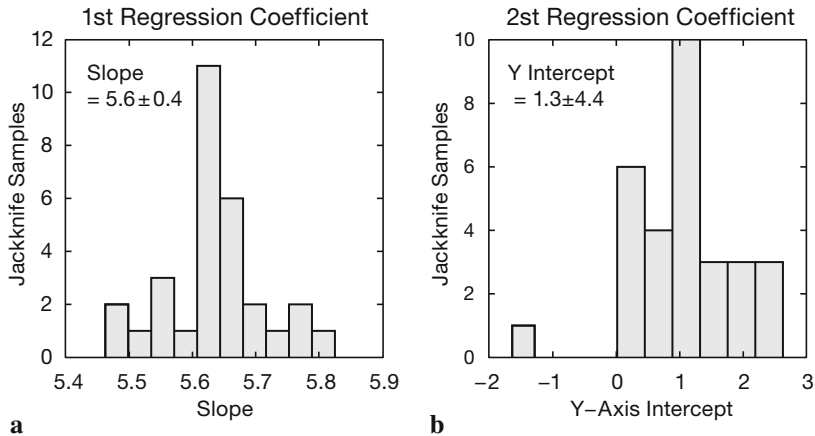 1st Regression Coefficient
12
10
8
6
4
2
0
Jackknife Samples
Slope
= 5.6±0.4
5.4 5.5 5.6 5.7 5.8 5.9
Slope
a
2st Regression Coefficient
10
8
6
4
2
0
Jackknife Samples
Y Intercept
= 1.3±4.4
−2 −1 0 1 2 3
Y−Axis Intercept
b